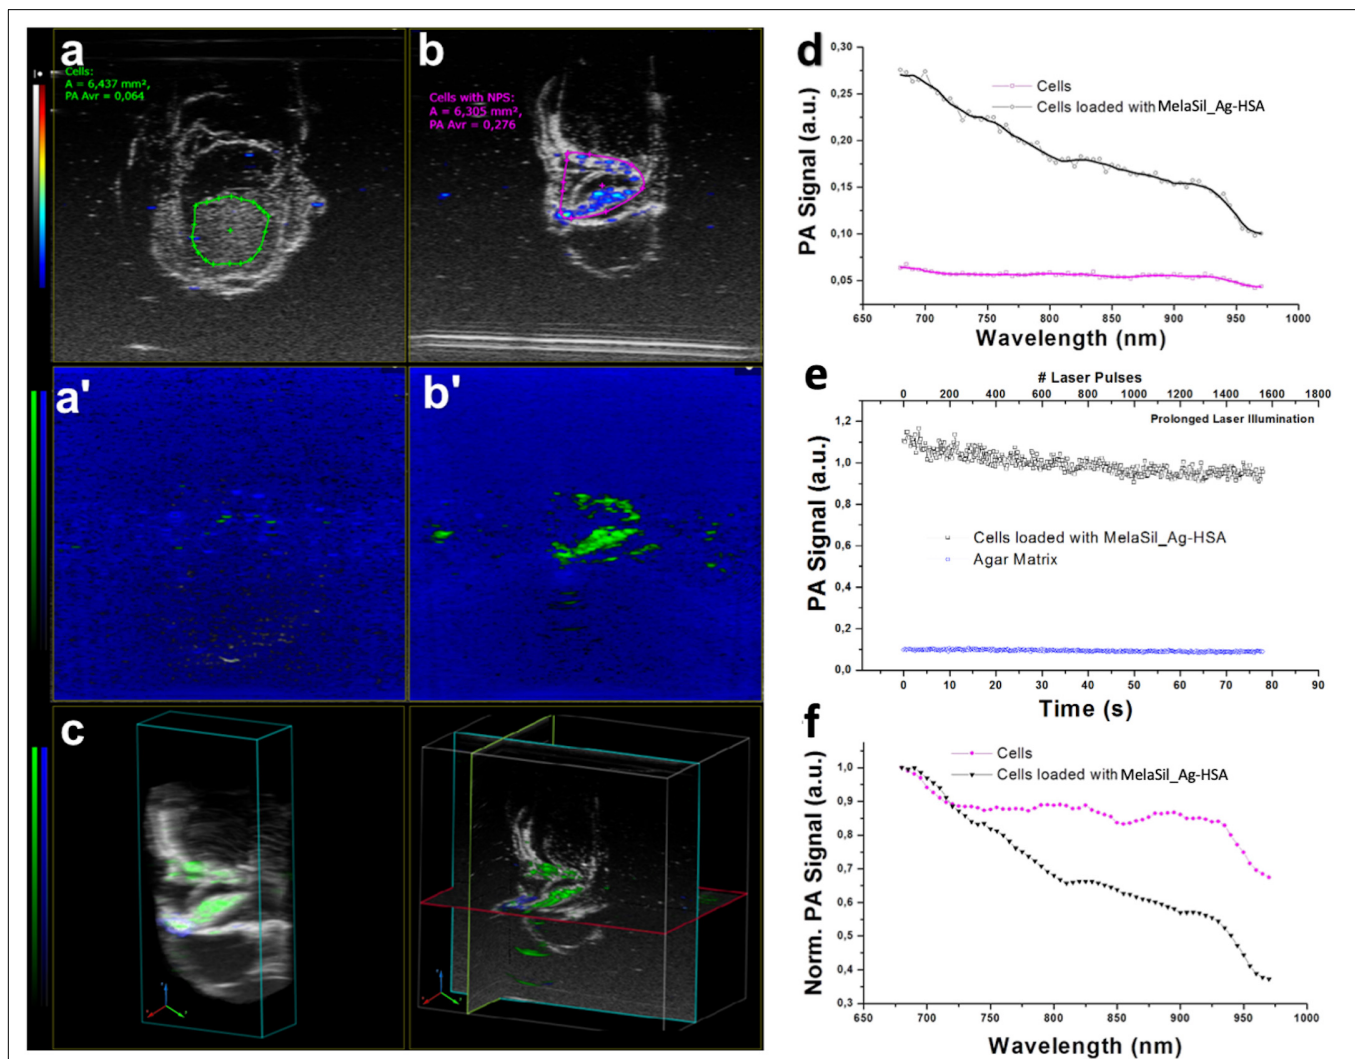 a
Cells:
A = 6,437 mm²,
PA Avr = 0,064
b
Cells with NPS:
A = 6,305 mm²,
PA Avr = 0,276
a'
b'
c
d
0,30
0,25
0,20
0,15
0,10
0,05
PA Signal (a.u.)
Cells
Cells loaded with MelaSil_Ag-HSA
650 700 750 800 850 900 950 1000
Wavelength (nm)
e
# Laser Pulses
0 200 400 600 800 1000 1200 1400 1600 1800
Prolonged Laser Illumination
1,2
1,0
0,8
0,6
0,4
0,2
0,0
PA Signal (a.u.)
Cells loaded with MelaSil_Ag-HSA
Agar Matrix
0 10 20 30 40 50 60 70 80 90
Time (s)
f
Cells
Cells loaded with MelaSil_Ag-HSA
1,0
0,9
0,8
0,7
0,6
0,5
0,4
0,3
Norm. PA Signal (a.u.)
650 700 750 800 850 900 950 1000
Wavelength (nm)